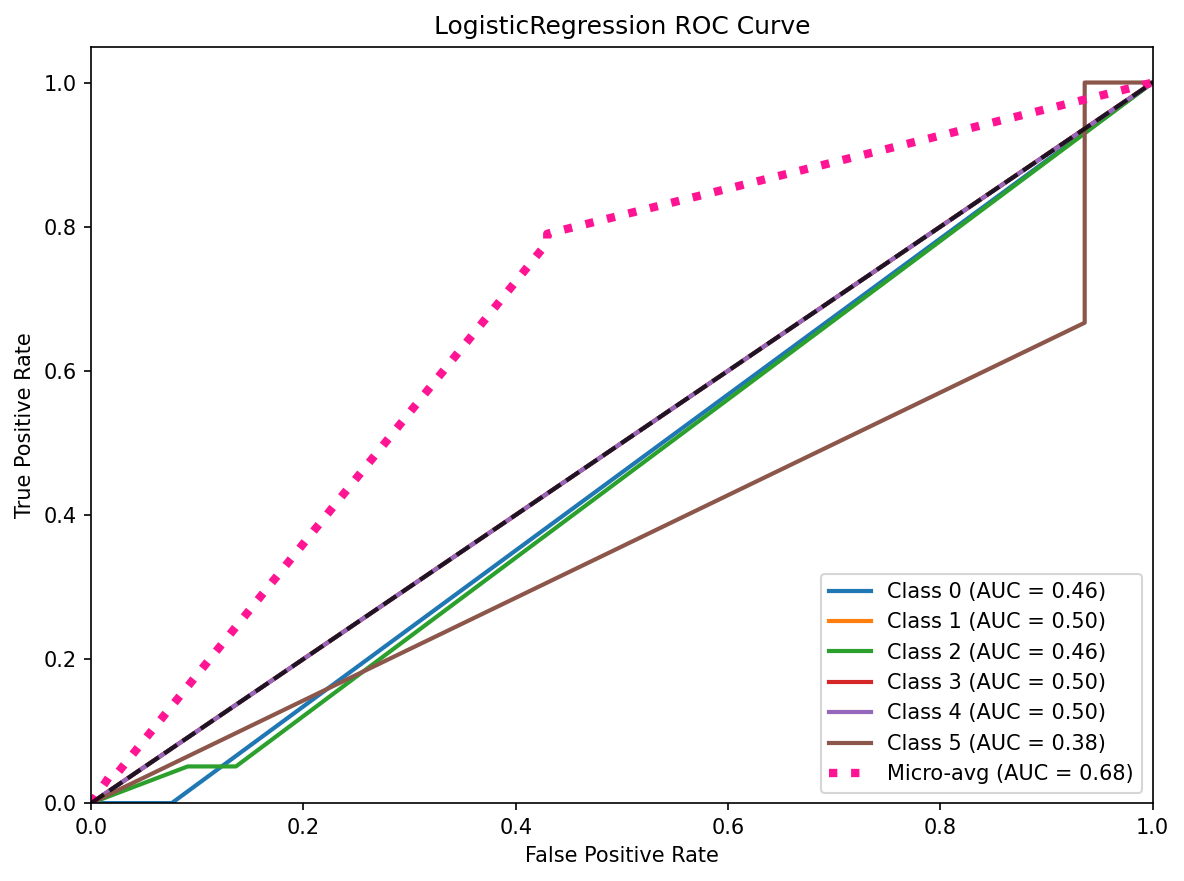 LogisticRegression ROC Curve
True Positive Rate
1.0
0.8
0.6
0.4
0.2
0.0
0.0 0.2 0.4 0.6 0.8 1.0
False Positive Rate
Class 0 (AUC = 0.46)
Class 1 (AUC = 0.50)
Class 2 (AUC = 0.46)
Class 3 (AUC = 0.50)
Class 4 (AUC = 0.50)
Class 5 (AUC = 0.38)
Micro-avg (AUC = 0.68)